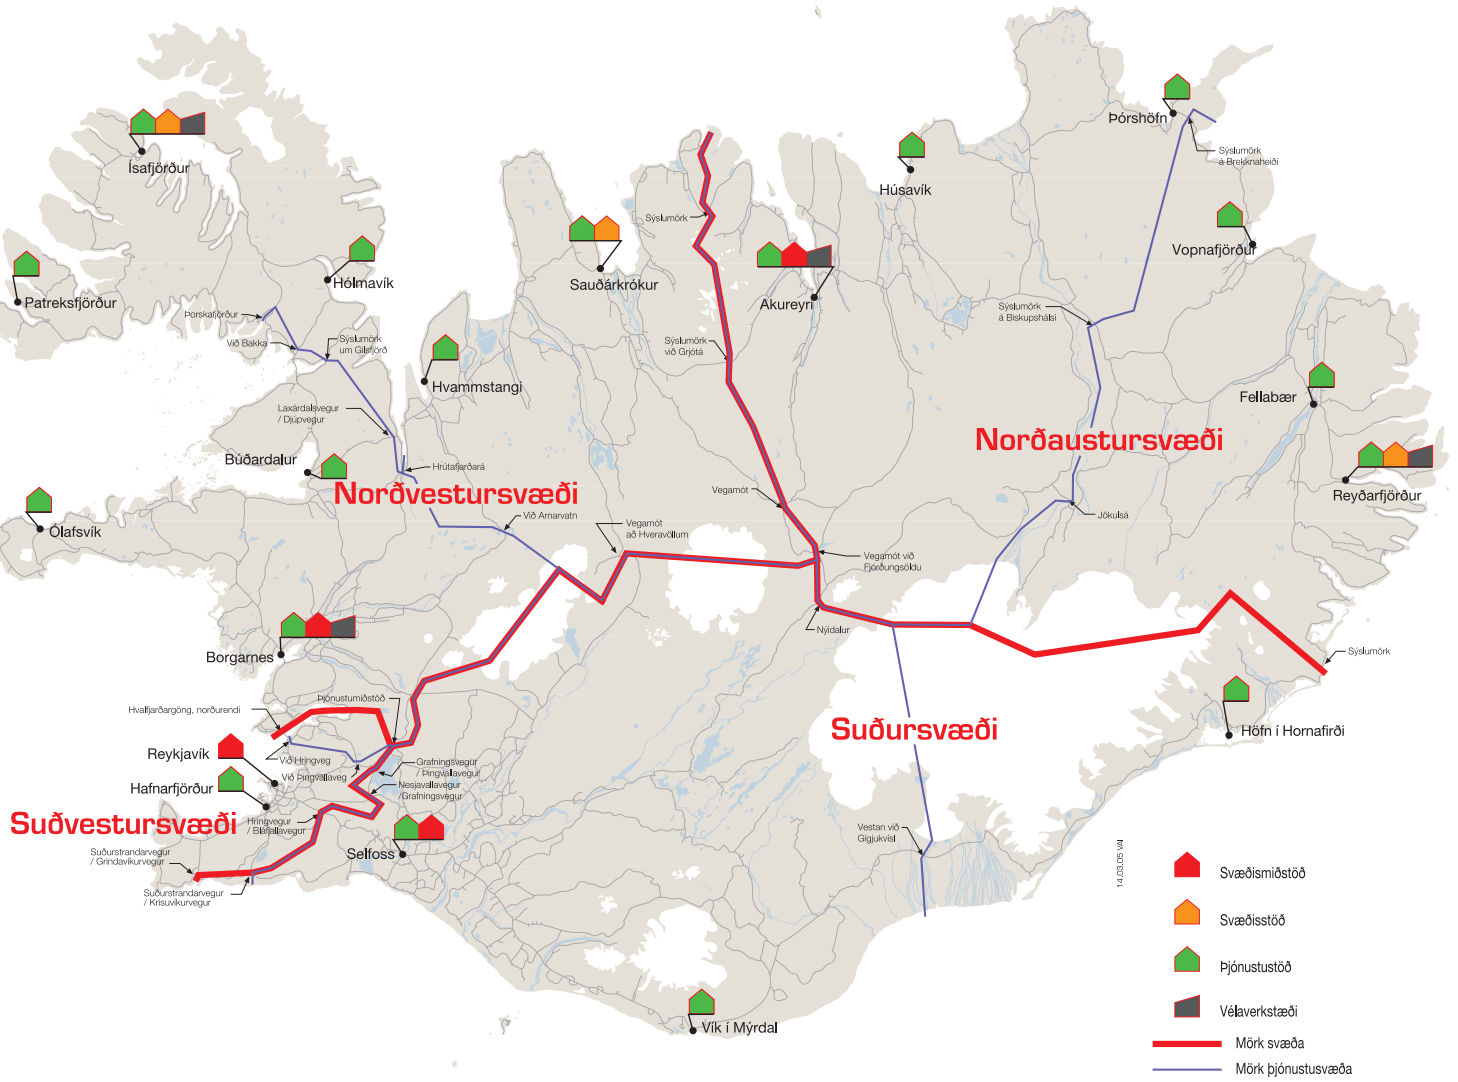 Þórshöfn
Sýslumörk
á Brekknaheiði
Ísafjörður
Húsavík
Sýslumörk
Vopnafjörður
Patreksfjörður
Hólmavík
Sauðárkrókur
Akureyri
Þorskafjörður
Við Bakka
Sýslumörk
um Gilsfjörð
Sýslumörk
við Grjótá
Sýslumörk
á Biskupshálsi
Hvammstangi
Fellabær
Laxárdalsvegur
/ Djúpvegur
Norðaustursvæði
Búðardalur
Hrútafjarðará
Norðvestursvæði
Vegamót
Reyðarfjörður
Ólafsvík
Við Arnarvatn
Vegamót
að Hveravöllum
Jökulsá
Vegamót við
Fjórðungsöldu
Nýidalur
Borgarnes
Sýslumörk
Þjónustumiðstöð
Hvalfjarðargöng, norðurendi
Suðursvæði
Höfn í Hornafirði
Reykjavík
Við Hringveg
Við Þingvallaveg
Grafningsvegur
/ Þingvallavegur
Nesjavallavegur
/Grafningsvegur
Hafnarfjörður
Suðvestursvæði
Hringvegur
/ Bláfjallavegur
Vestan við
Gígjukvísl
Selfoss
Suðurstrandarvegur
/ Grindavíkurvegur
Suðurstrandarvegur
/ Krísuvíkurvegur
14.03.05 VAI
Svæðismiðstöð
Svæðisstöð
Þjónustustöð
Vélaverkstæði
Vík í Mýrdal
Mörk svæða
Mörk þjónustusvæða